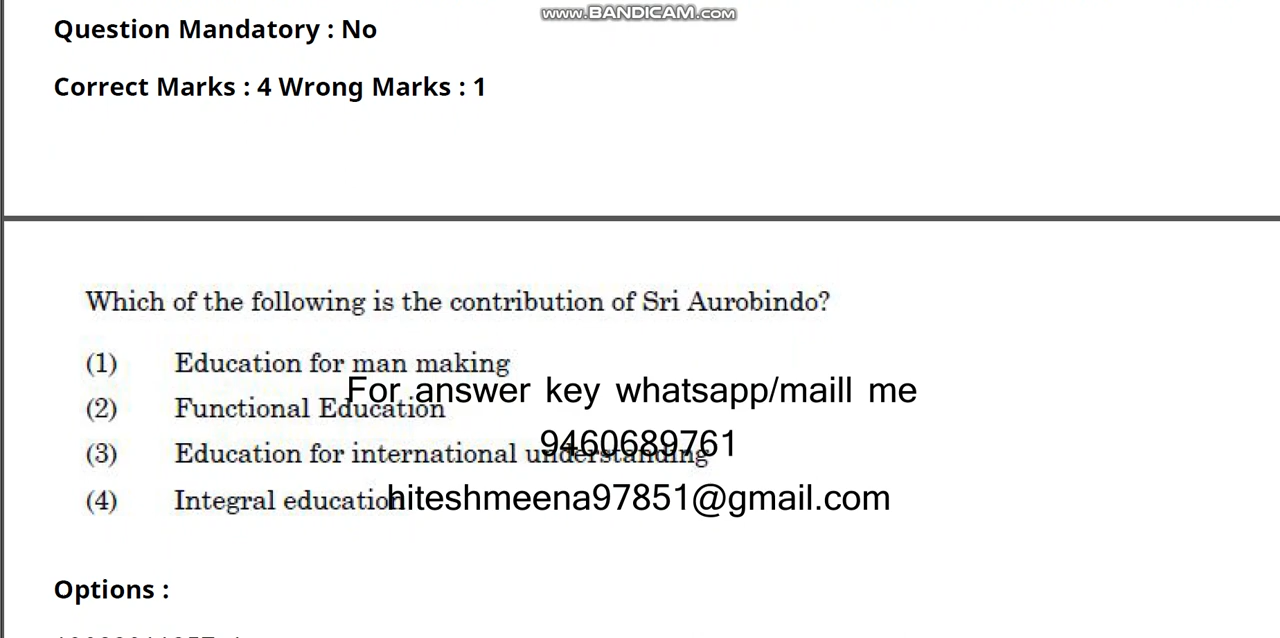 www.BANDICAM.com
Question Mandatory : No
Correct Marks : 4 Wrong Marks : 1
Which of the following is the contribution of Sri Aurobindo?
(1) Education for man making
For answer key whatsapp/maill me
(2) Functional Education
9460689761
(3) Education for international understanding
(4) Integral education
hiteshmeena97851@gmail.com
Options :